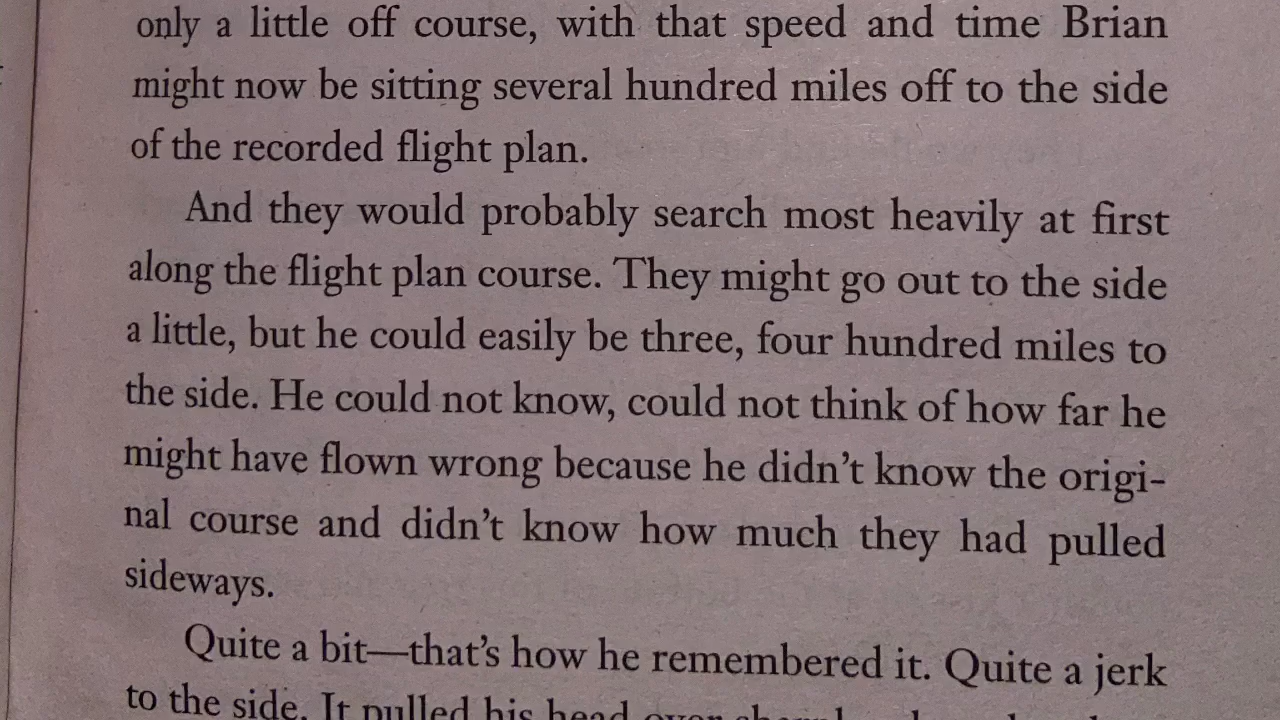 only a little off course, with that speed and time Brian
might now be sitting several hundred miles off to the side
of the recorded flight plan.
And they would probably search most heavily at first
along the flight plan course. They might go out to the side
a little, but he could easily be three, four hundred miles to
the side. He could not know, could not think of how far he
might have flown wrong because he didn't know the origi-
nal course and didn't know how much they had pulled
sideways.
Quite a bit—that's how he remembered it. Quite a jerk
to the side. It pulled his head over